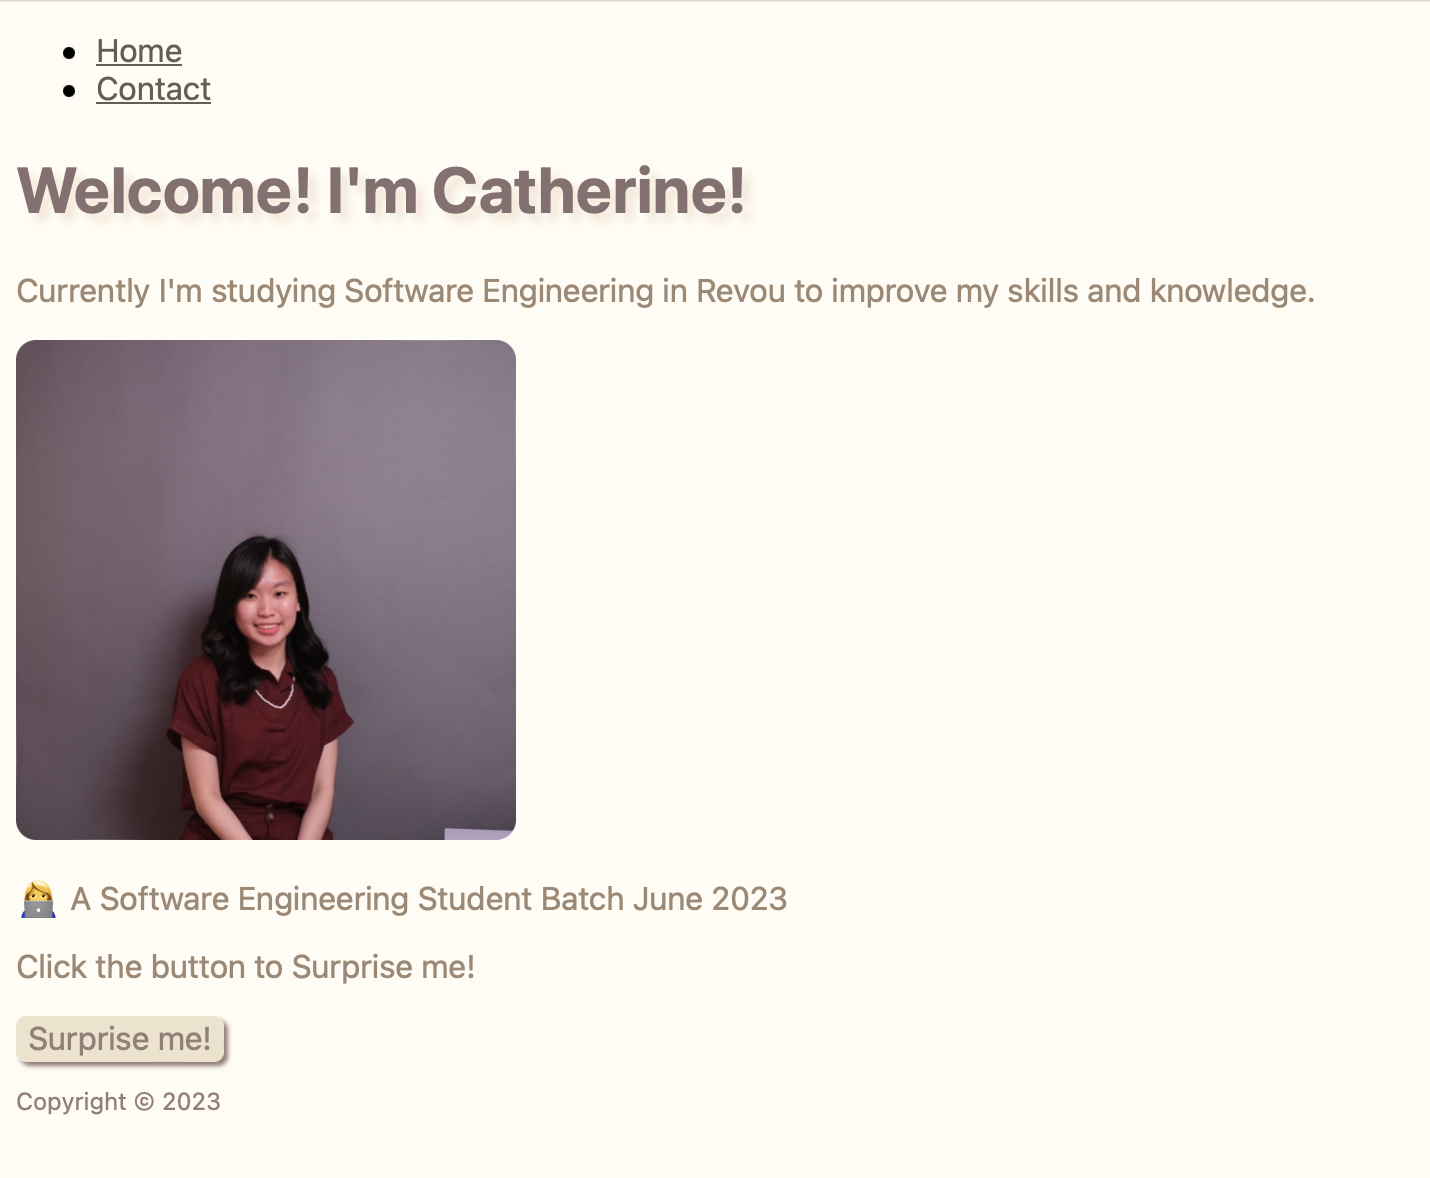 Home
Contact
Welcome! I'm Catherine!
Currently I'm studying Software Engineering in Revou to improve my skills and knowledge.
👩‍💻 A Software Engineering Student Batch June 2023
Click the button to Surprise me!
Surprise me!
Copyright © 2023